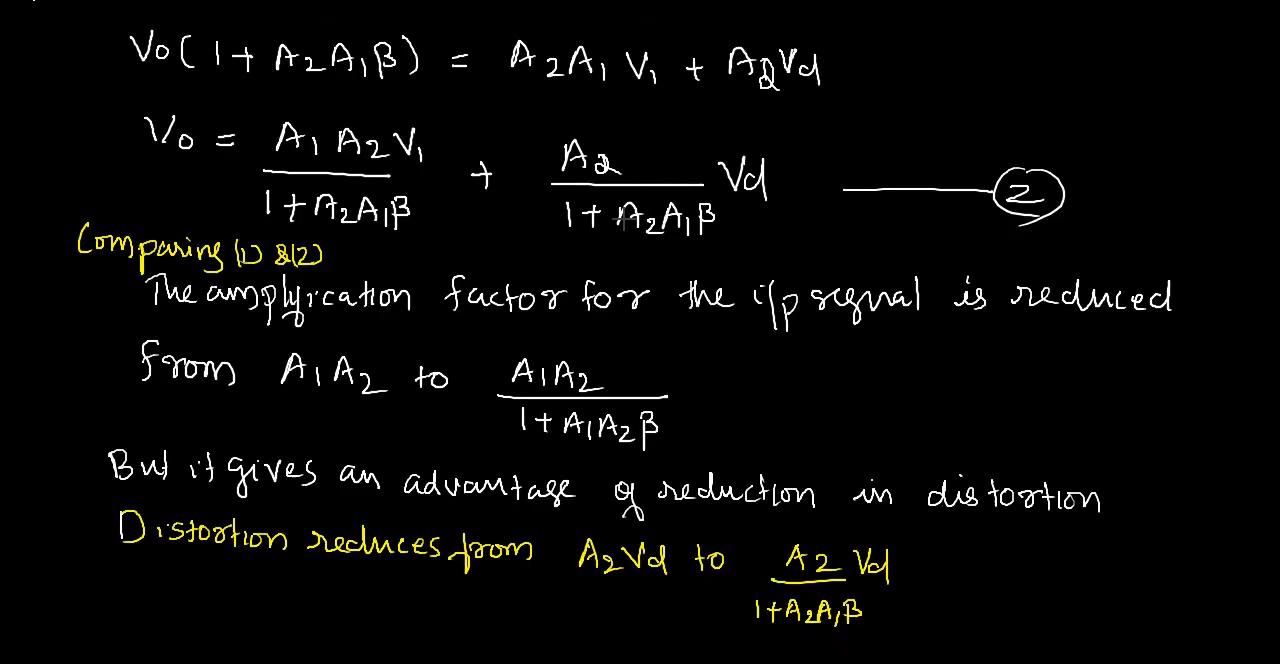 Vo ( 1 + A2A1β ) = A2A1 V1 + A2Vd
Vo = A1 A2 V1 / 1 + A2A1β + A2 / 1 + A2A1β Vd — 2
Comparing (1) &(2)
The amplification factor for the i/p signal is reduced
from A1A2 to A1A2 / 1 + A1A2β
But it gives an advantage of reduction in distortion
Distortion reduces from A2Vd to A2 / 1+A2A1β Vd